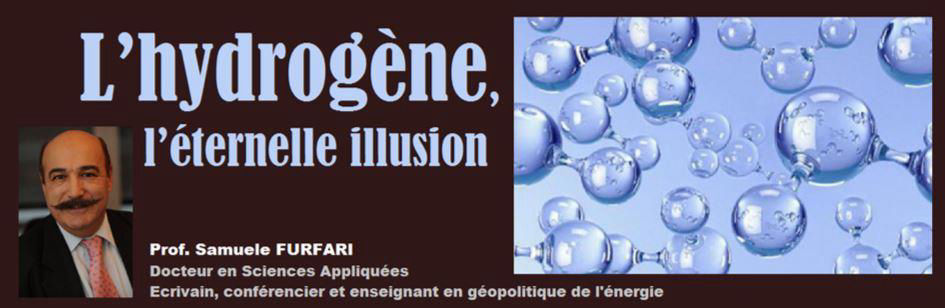 L'hydrogène,
l'éternelle illusion
Prof. Samuele FURFARI
Docteur en Sciences Appliquées
Ecrivain, conférencier et enseignant en géopolitique de l'énergie